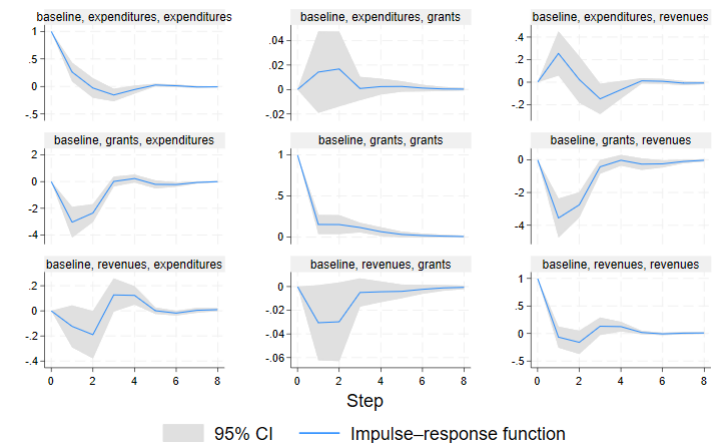 baseline, expenditures, expenditures
baseline, expenditures, grants
baseline, expenditures, revenues
1
.5
0
-.5
.04
.02
0
-.02
.4
.2
0
-.2
baseline, grants, expenditures
baseline, grants, grants
baseline, grants, revenues
2
0
-2
-4
1
.5
0
0
-2
-4
baseline, revenues, expenditures
baseline, revenues, grants
baseline, revenues, revenues
.2
0
-.2
-.4
0
-.02
-.04
-.06
1
.5
0
-.5
0 2 4 6 8
0 2 4 6 8
0 2 4 6 8
Step
95% CI
Impulse–response function